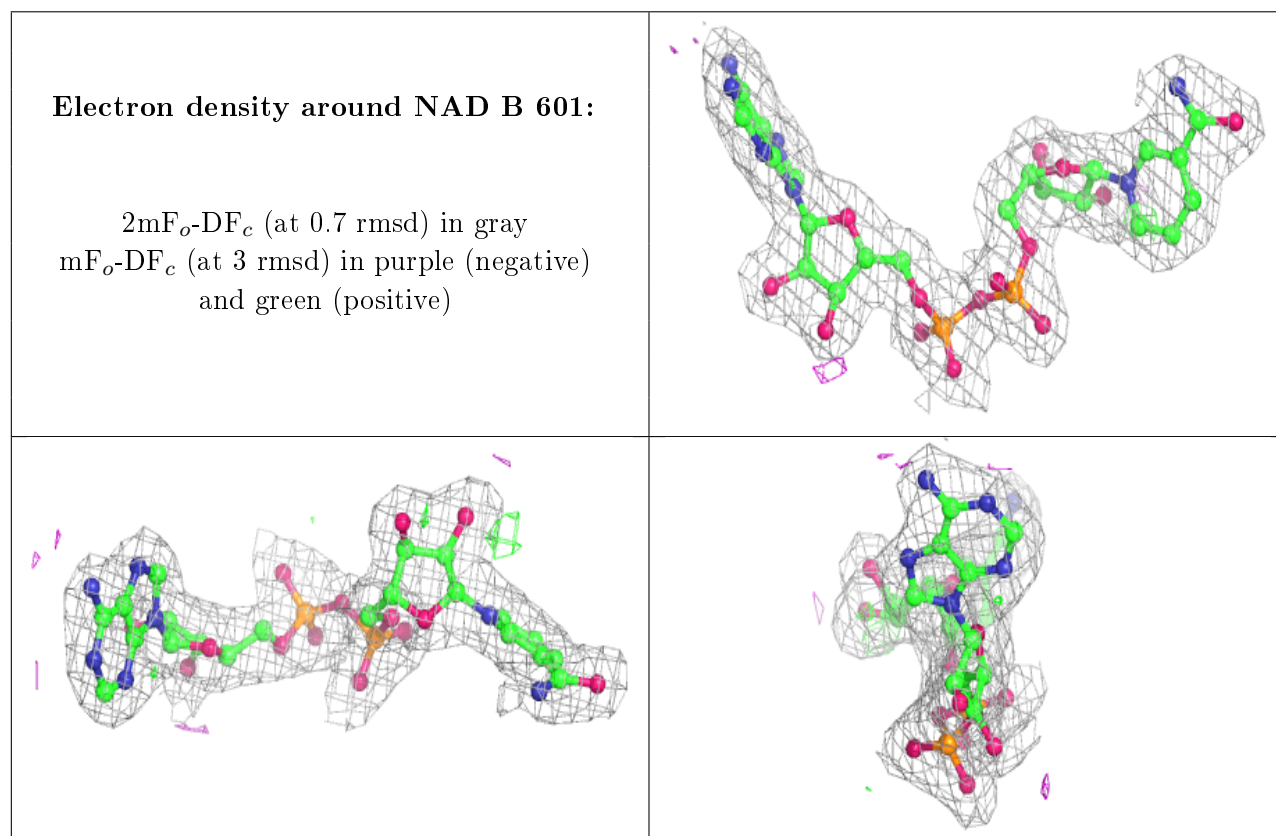 Electron density around NAD B 601:
2mFo-DFc (at 0.7 rmsd) in gray
mFo-DFc (at 3 rmsd) in purple (negative)
and green (positive)